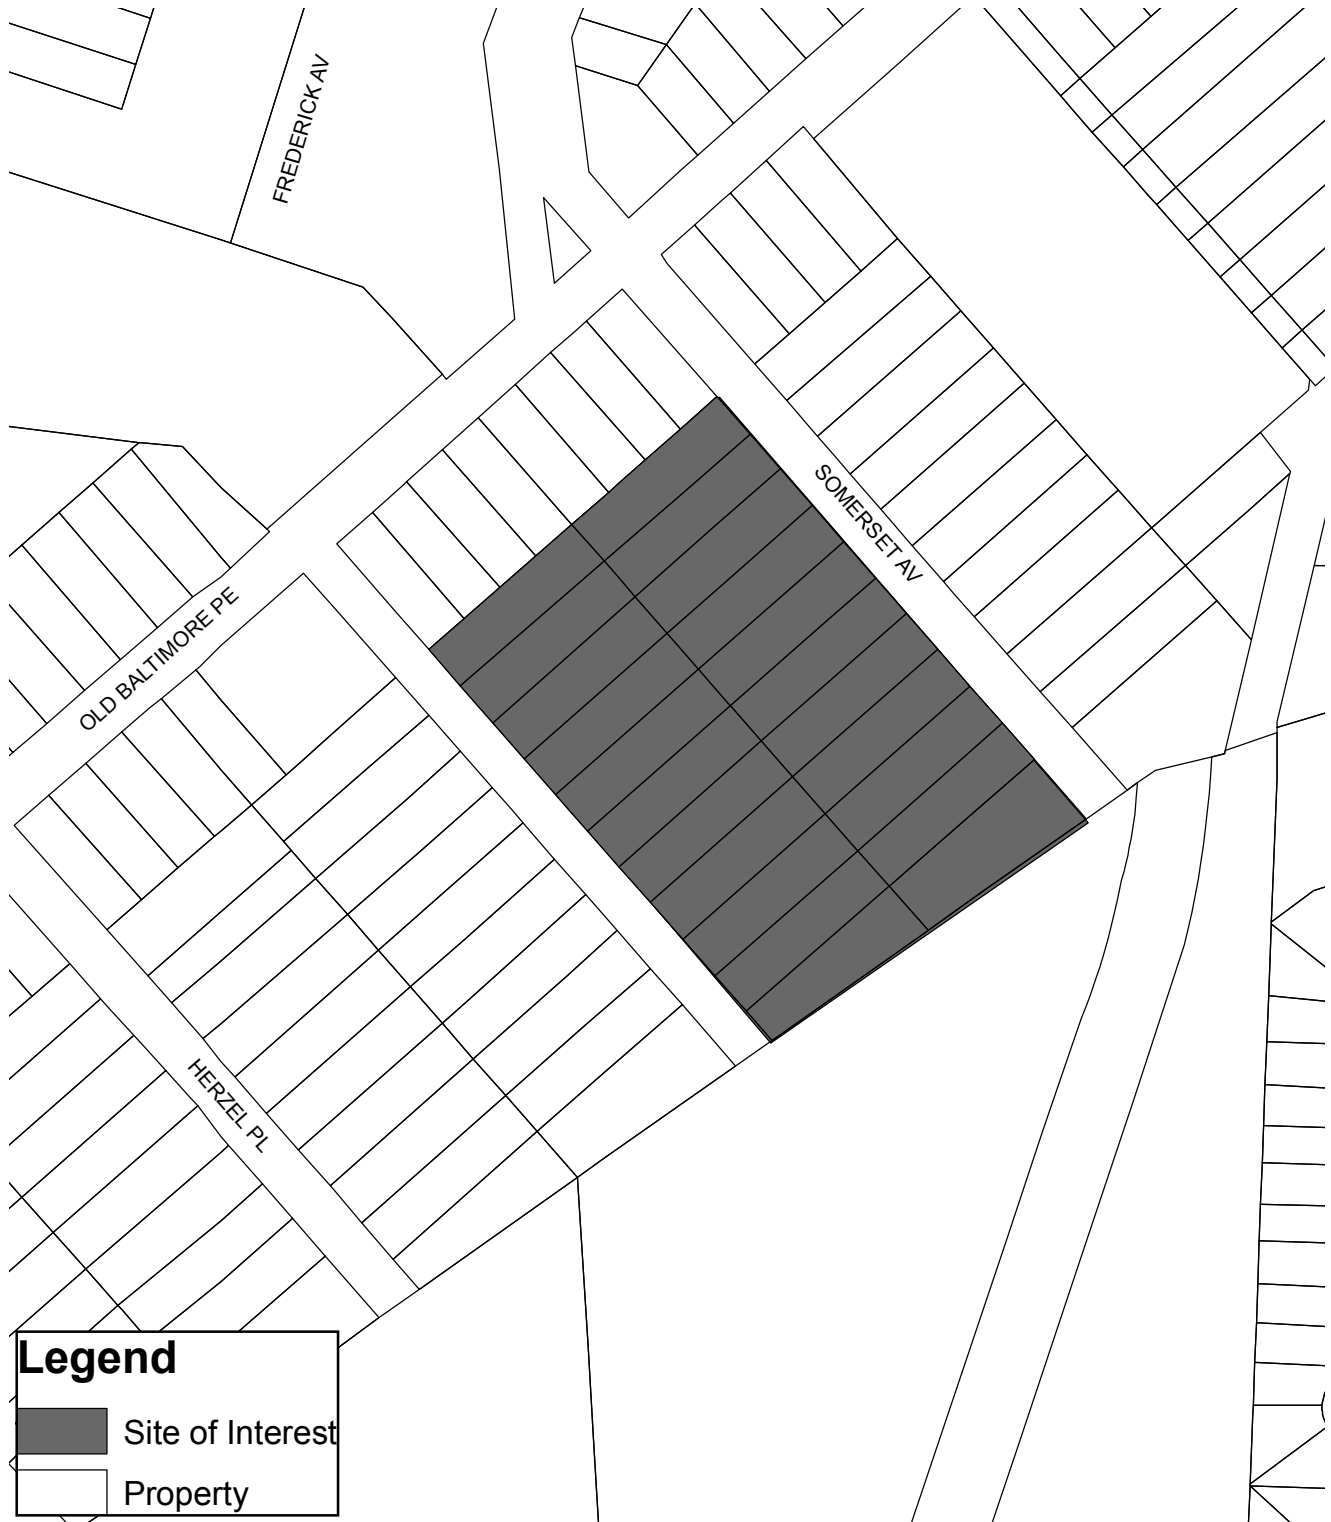 FREDERICK AV
SOMERSET AV
OLD BALTIMORE PE
HERZEL PL
Legend
Site of Interest
Property